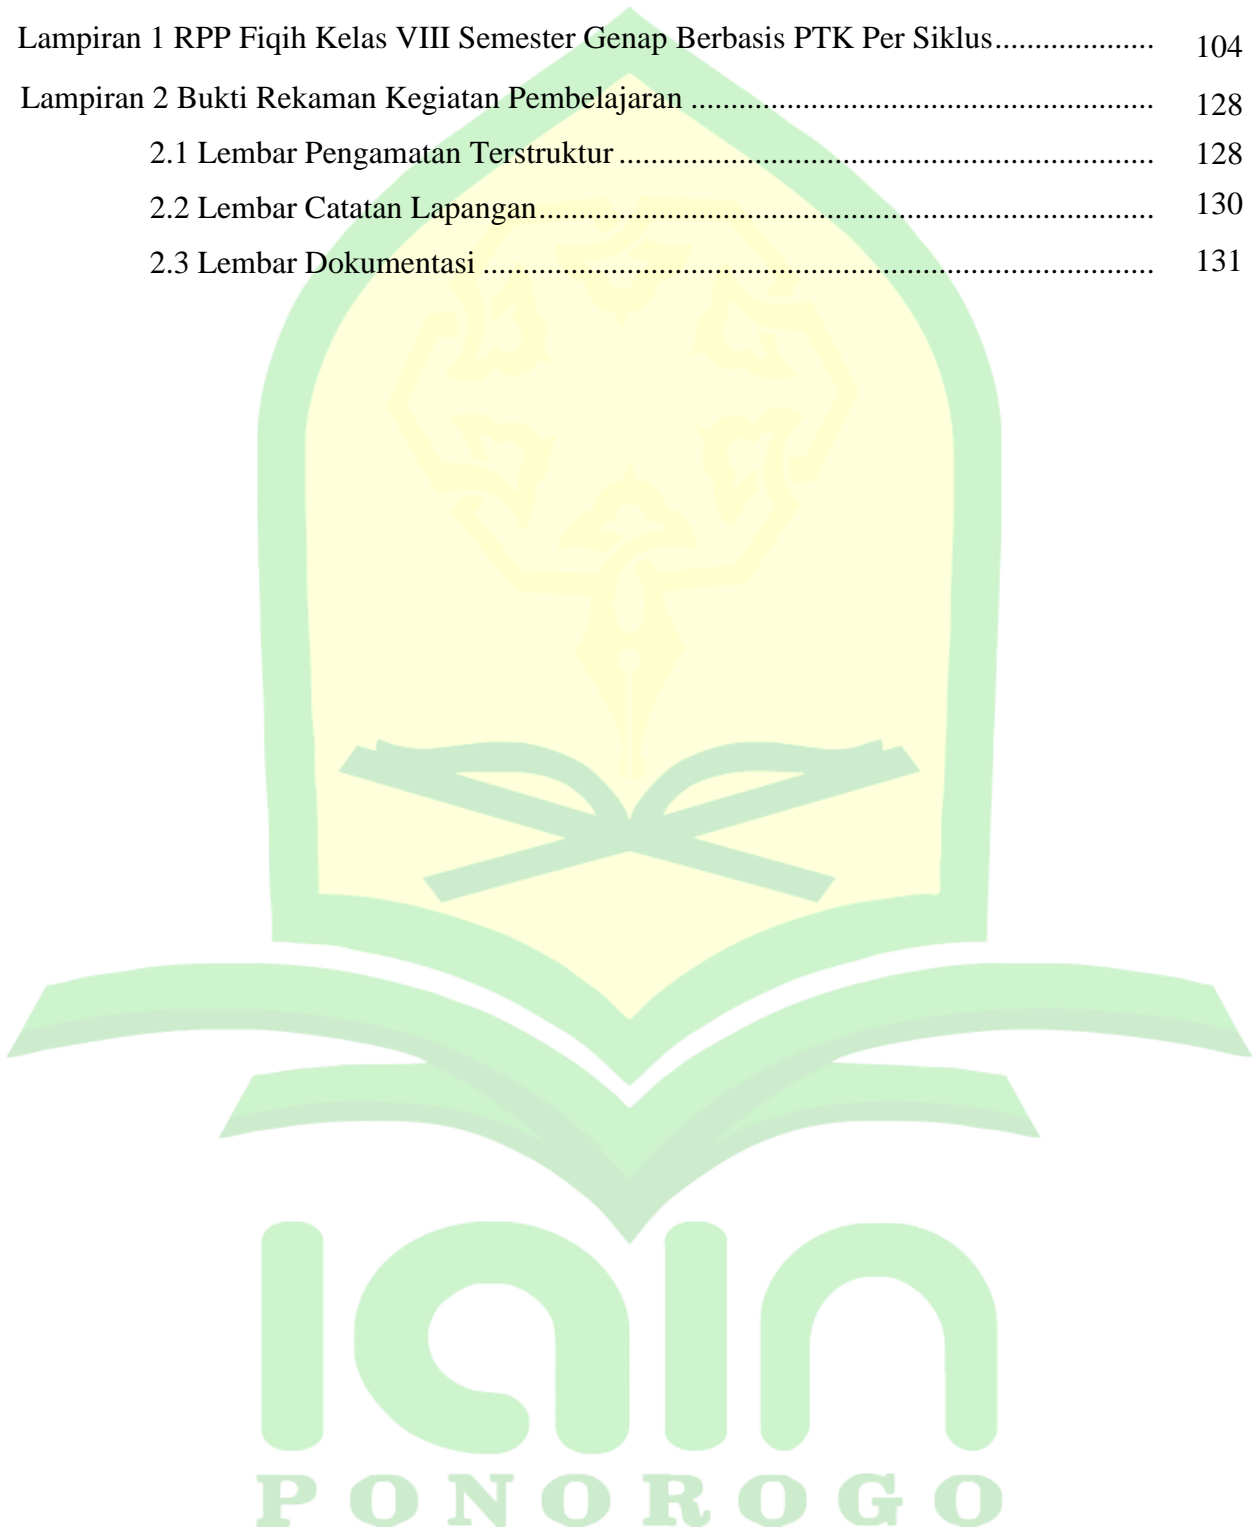 Lampiran 1 RPP Fiqih Kelas VIII Semester Genap Berbasis PTK Per Siklus.................... 104
Lampiran 2 Bukti Rekaman Kegiatan Pembelajaran .......................................................... 128
2.1 Lembar Pengamatan Terstruktur ................................................................... 128
2.2 Lembar Catatan Lapangan............................................................................. 130
2.3 Lembar Dokumentasi .................................................................................... 131
iain
PONOROGO